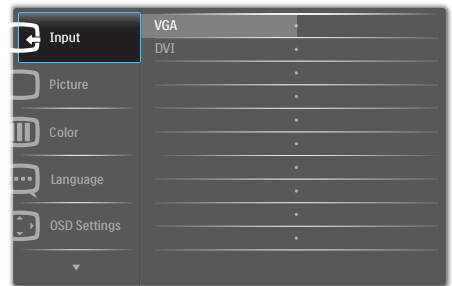 Input
VGA
DVI
Picture
Color
Language
OSD Settings